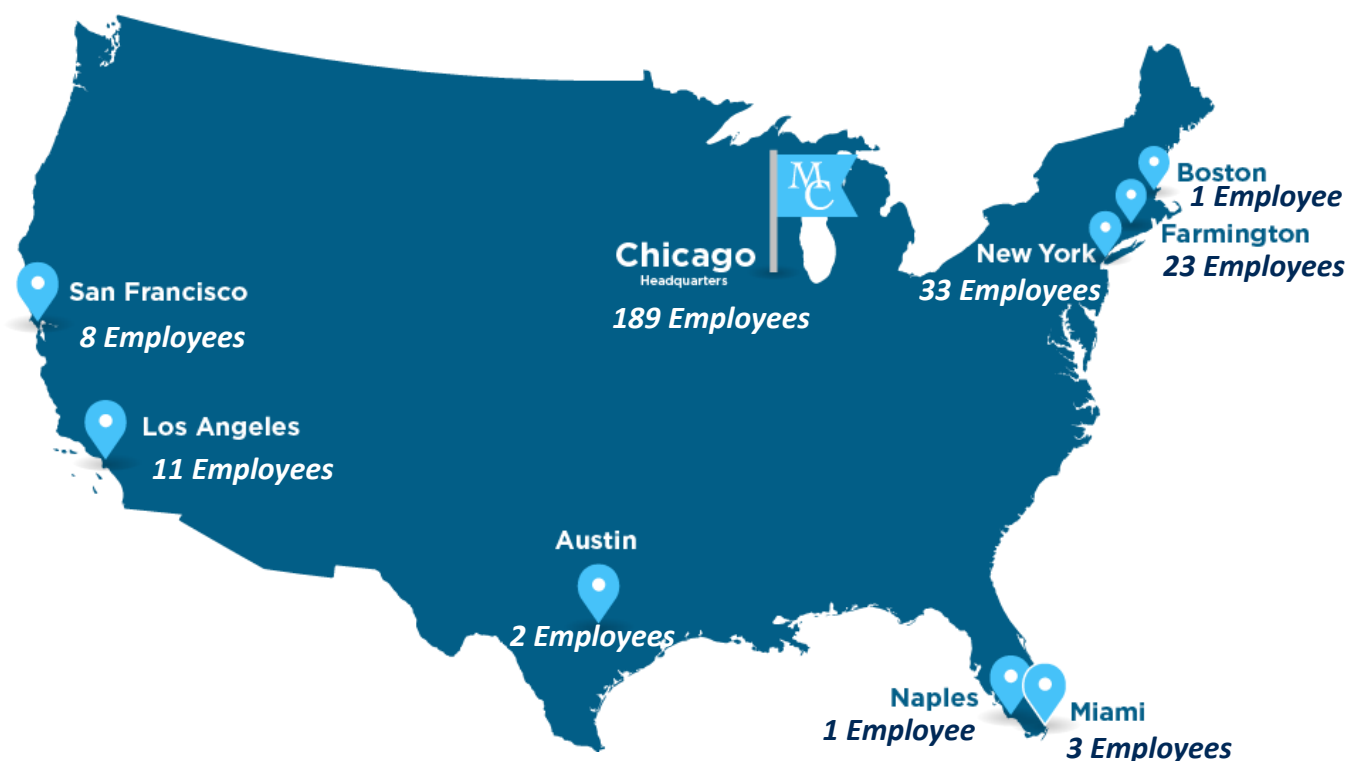 MC
Chicago
Headquarters
189 Employees
Boston
1 Employee
Farmington
23 Employees
New York
33 Employees
San Francisco
8 Employees
Los Angeles
11 Employees
Austin
2 Employees
Naples
1 Employee
Miami
3 Employees